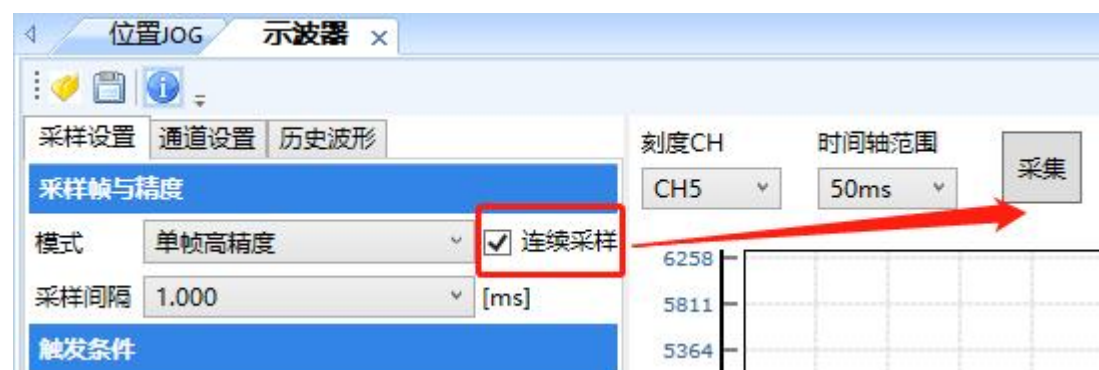 位置JOG 示波器 ×
采样设置 通道设置 历史波形
采样帧与精度
模式 单帧高精度 连续采样
采样间隔 1.000 [ms]
触发条件
刻度CH 时间轴范围
CH5 50ms 采集
6258
5811
5364